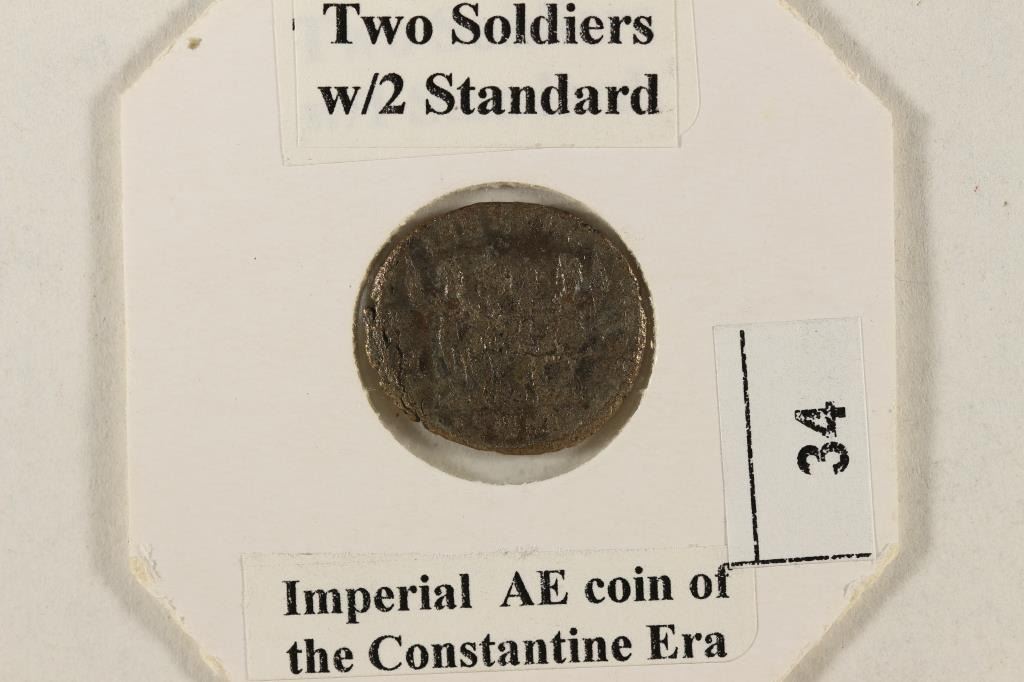 Two Soldiers
w/2 Standard
34
Imperial AE coin of
the Constantine Era